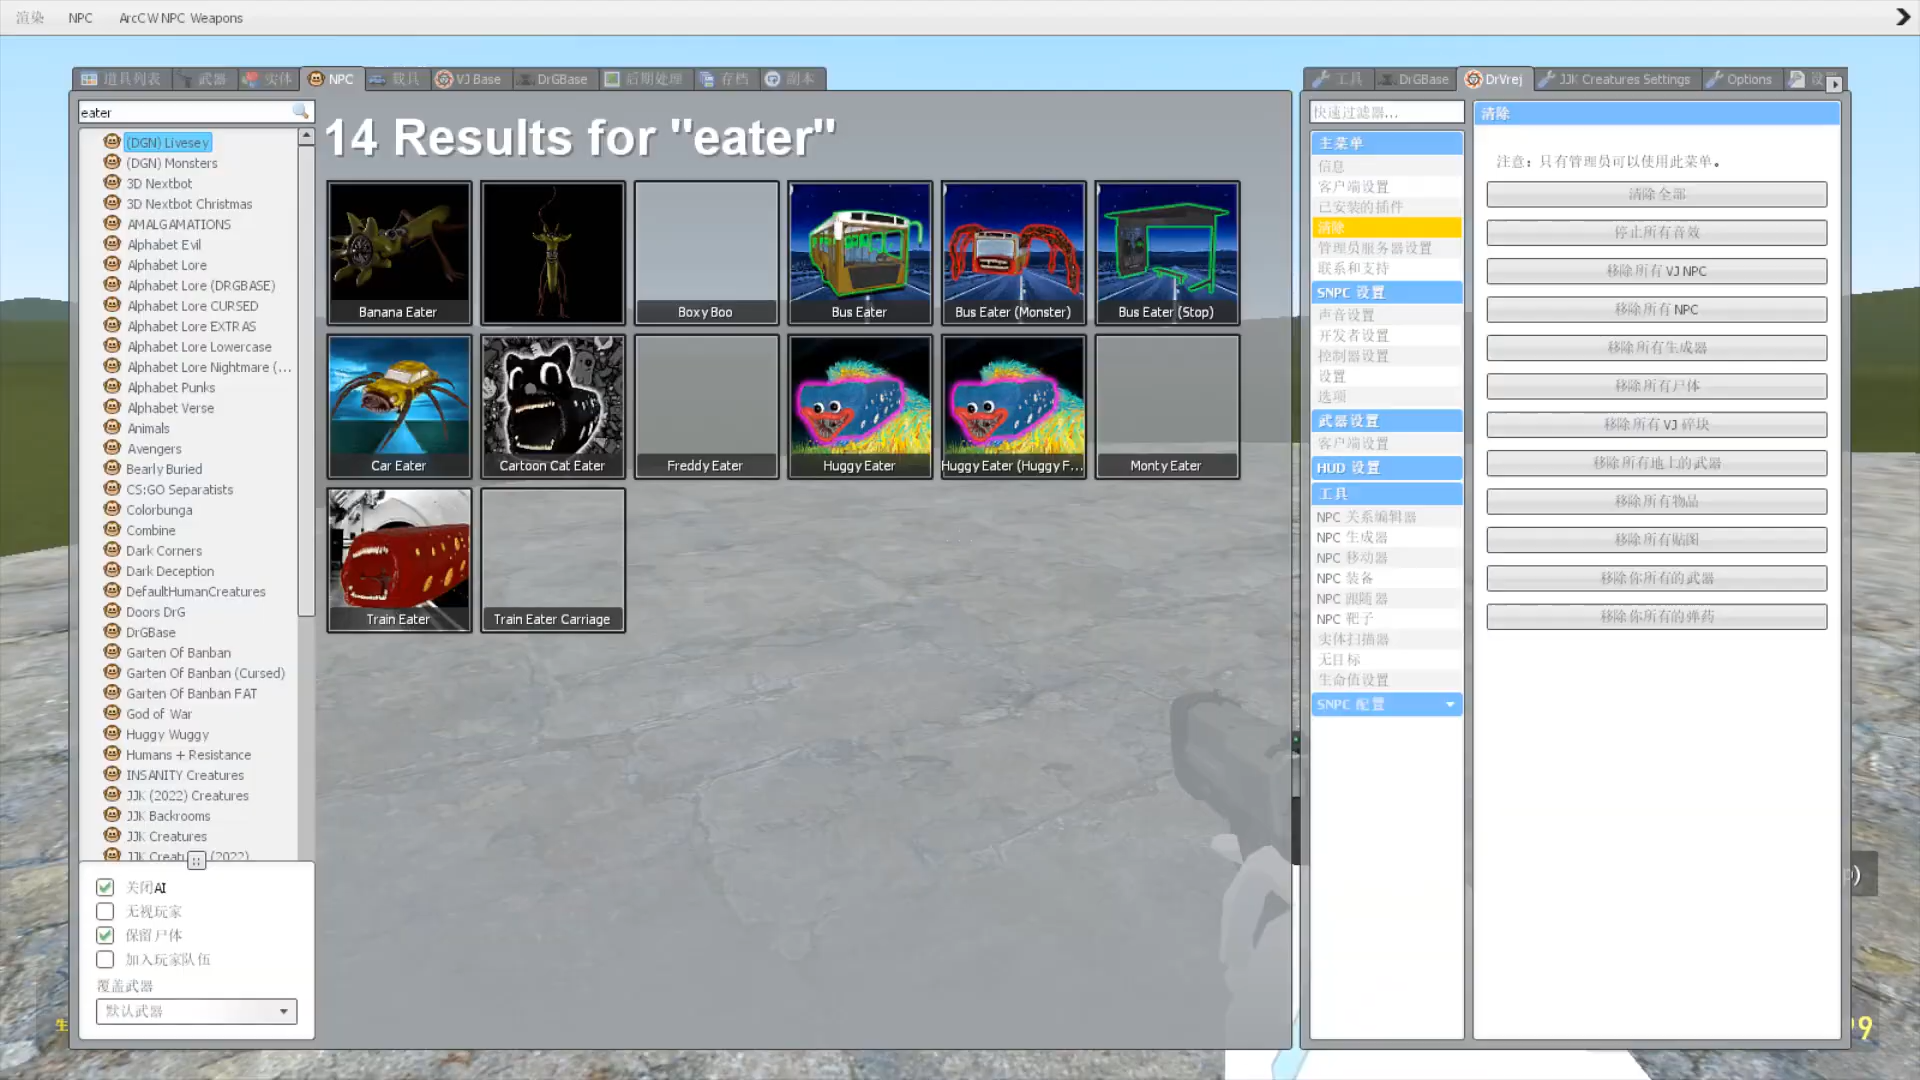 渲染 NPC ArcCW NPC Weapons
道具列表 武器 实体 NPC 载具 VJ Base DrGBase 后期处理 存档 副本
eater
(DGN) Livesey
(DGN) Monsters
3D Nextbot
3D Nextbot Christmas
AMALGAMATIONS
Alphabet Evil
Alphabet Lore
Alphabet Lore (DRGBASE)
Alphabet Lore CURSED
Alphabet Lore EXTRAS
Alphabet Lore Lowercase
Alphabet Lore Nightmare (...
Alphabet Punks
Alphabet Verse
Animals
Avengers
Bearly Buried
CS:GO Separatists
Colorbunga
Combine
Dark Corners
Dark Deception
DefaultHumanCreatures
Doors DrG
DrGBase
Garten Of Banban
Garten Of Banban (Cursed)
Garten Of Banban FAT
God of War
Huggy Wuggy
Humans + Resistance
INSANITY Creatures
JJK (2022) Creatures
JJK Backrooms
JJK Creatures
关闭AI
无视玩家
保留尸体
加入玩家队伍
覆盖武器
默认武器
14 Results for "eater"
Banana Eater
Boxy Boo
Bus Eater
Bus Eater (Monster)
Bus Eater (Stop)
Car Eater
Cartoon Cat Eater
Freddy Eater
Huggy Eater
Huggy Eater (Huggy F...
Monty Eater
Train Eater
Train Eater Carriage
工具 DrGBase DrVrej JJK Creatures Settings Options
快速过滤器...
主菜单
信息
客户端设置
已安装的插件
清除
管理员服务器设置
联系和支持
SNPC 设置
声音设置
开发者设置
控制器设置
设置
选项
武器设置
客户端设置
HUD 设置
工具
NPC 关系编辑器
NPC 生成器
NPC 移动器
NPC 装备
NPC 跟随器
NPC 靶子
实体扫描器
无目标
生命值设置
SNPC 配置
清除
注意：只有管理员可以使用此菜单。
清除全部
停止所有音效
移除所有 VJ NPC
移除所有 NPC
移除所有生成器
移除所有尸体
移除所有 VJ 碎块
移除所有地上的武器
移除所有物品
移除所有贴图
移除你所有的武器
移除你所有的弹药